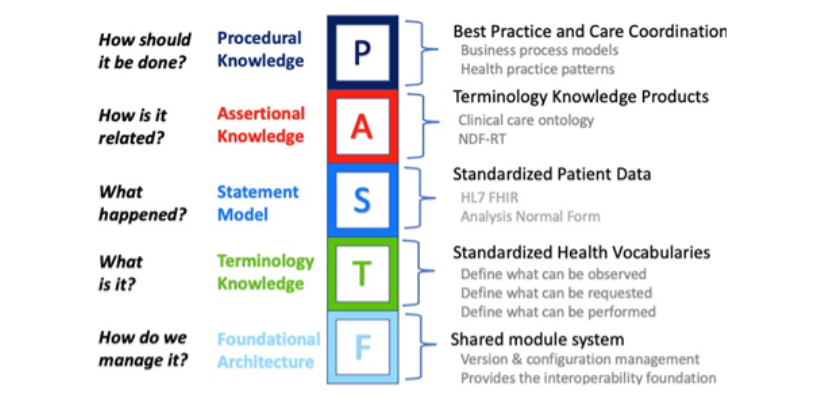 How should
it be done?
Procedural
Knowledge
P
Best Practice and Care Coordination
Business process models
Health practice patterns
How is it
related?
Assertional
Knowledge
A
Terminology Knowledge Products
Clinical care ontology
NDF-RT
What
happened?
Statement
Model
S
Standardized Patient Data
HL7 FHIR
Analysis Normal Form
What
is it?
Terminology
Knowledge
T
Standardized Health Vocabularies
Define what can be observed
Define what can be requested
Define what can be performed
How do we
manage it?
Foundational
Architecture
F
Shared module system
Version & configuration management
Provides the interoperability foundation